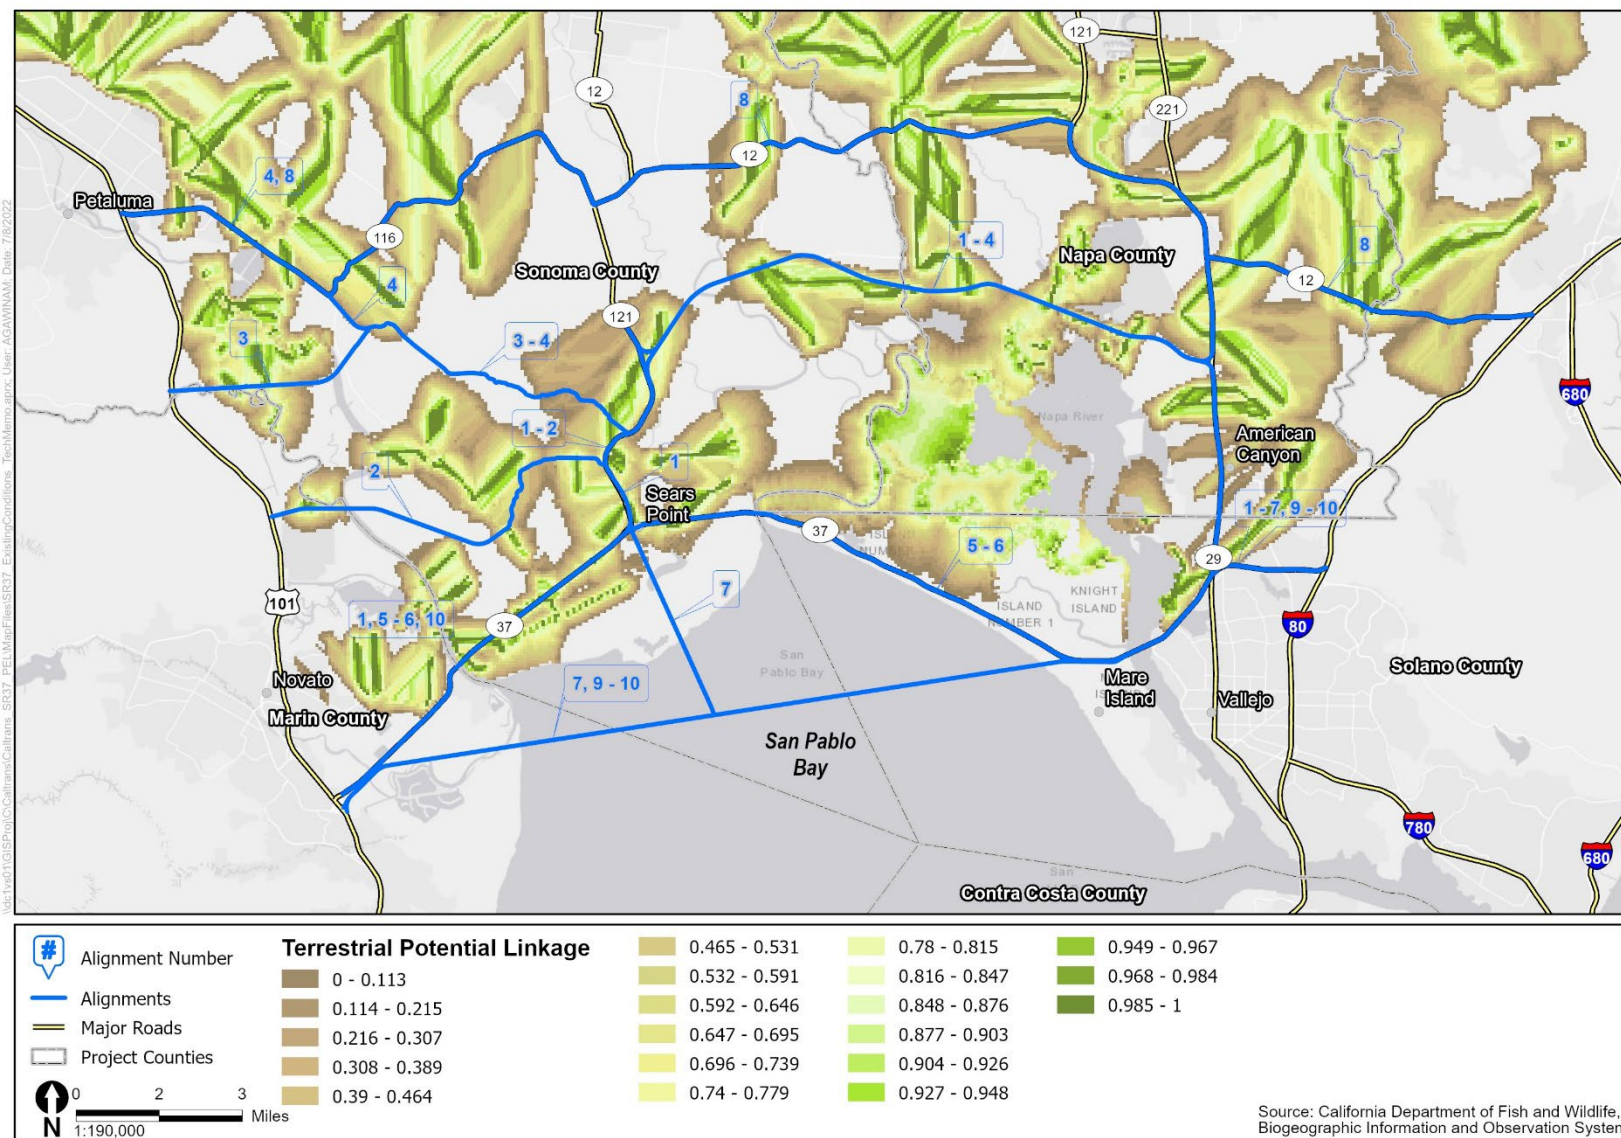 121
12
221
8
12
4, 8
Petaluma
116
1 - 4
Napa County
Sonoma County
8
12
4
121
3
3 - 4
680
Napa River
1 - 2
American
Canyon
1
2
Sears
Point
1 - 7, 9 - 10
37
5 - 6
29
7
KNIGHT
ISLAND
ISLAND
NUMBER 1
101
1, 5 - 6, 10
37
80
San
Pablo Bay
Solano County
7, 9 - 10
Novato
Mare
Island
Vallejo
Marin County
San Pablo
Bay
780
680
San
Contra Costa County
# Alignment Number
Alignments
Major Roads
Project Counties
N
0 2 3
Miles
1:190,000
Terrestrial Potential Linkage
0 - 0.113
0.114 - 0.215
0.216 - 0.307
0.308 - 0.389
0.39 - 0.464
0.465 - 0.531
0.532 - 0.591
0.592 - 0.646
0.647 - 0.695
0.696 - 0.739
0.74 - 0.779
0.78 - 0.815
0.816 - 0.847
0.848 - 0.876
0.877 - 0.903
0.904 - 0.926
0.927 - 0.948
0.949 - 0.967
0.968 - 0.984
0.985 - 1
Source: California Department of Fish and Wildlife,
Biogeographic Information and Observation System